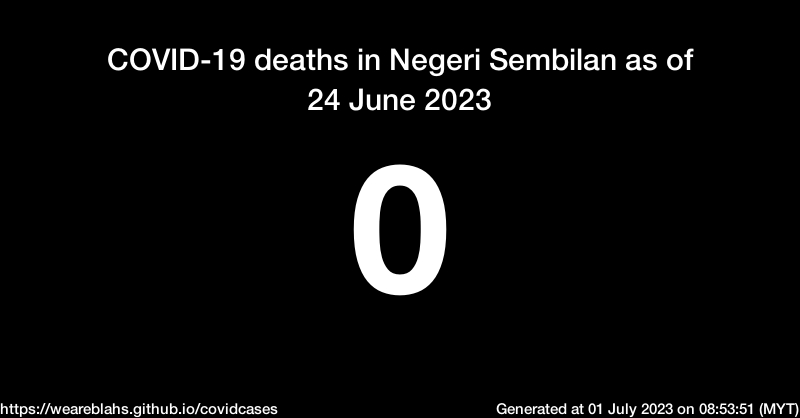 COVID-19 deaths in Negeri Sembilan as of
24 June 2023
0
https://weareblahs.github.io/covidcases
Generated at 01 July 2023 on 08:53:51 (MYT)